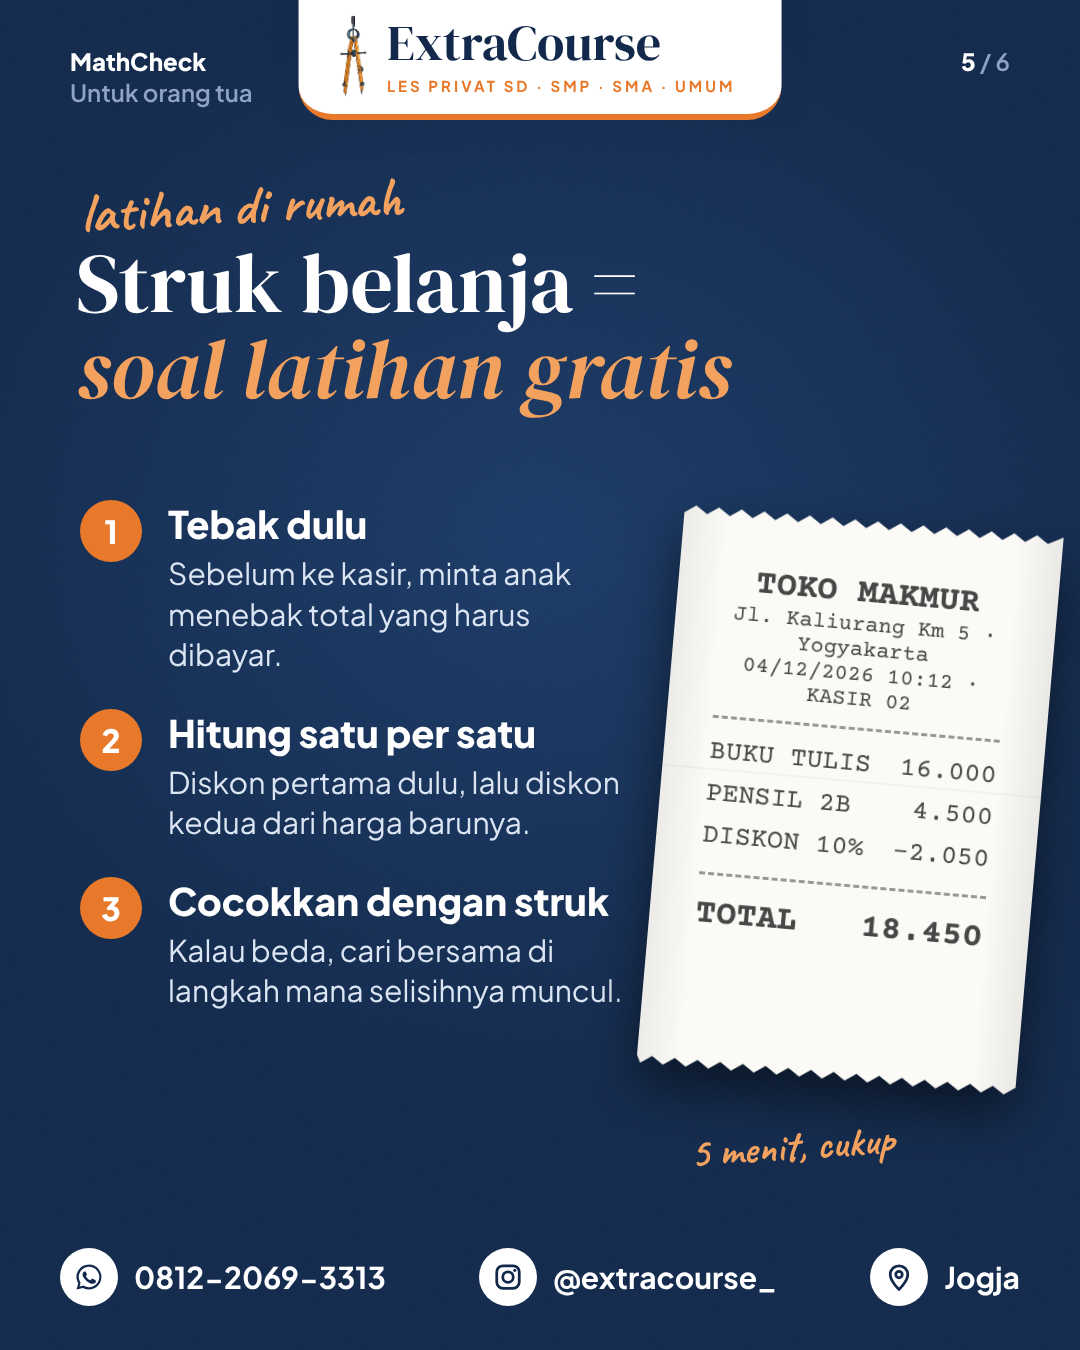 MathCheck
Untuk orang tua
ExtraCourse
LES PRIVAT SD · SMP · SMA · UMUM
5 / 6
latihan di rumah
Struk belanja =
soal latihan gratis
1
Tebak dulu
Sebelum ke kasir, minta anak
menebak total yang harus
dibayar.
2
Hitung satu per satu
Diskon pertama dulu, lalu diskon
kedua dari harga barunya.
3
Cocokkan dengan struk
Kalau beda, cari bersama di
langkah mana selisihnya muncul.
TOKO MAKMUR
Jl. Kaliurang Km 5 ·
Yogyakarta
04/12/2026 10:12 ·
KASIR 02
BUKU TULIS 16.000
PENSIL 2B 4.500
DISKON 10% −2.050
TOTAL 18.450
5 menit, cukup
0812-2069-3313
@extracourse_
Jogja